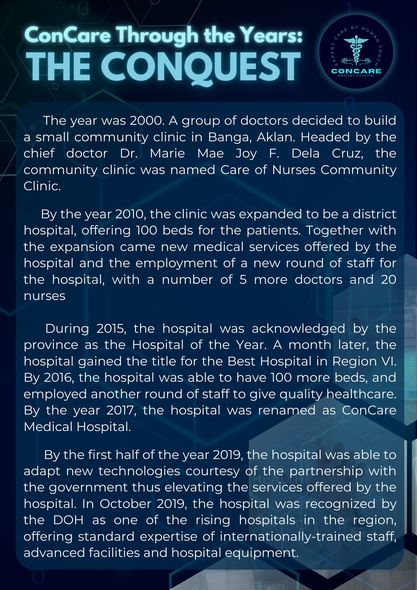 ConCare Through the Years:
THE CONQUEST
CONCARE
The year was 2000. A group of doctors decided to build
a small community clinic in Banga, Aklan. Headed by the
chief doctor Dr. Marie Mae Joy F. Dela Cruz, the
community clinic was named Care of Nurses Community
Clinic.
By the year 2010, the clinic was expanded to be a district
hospital, offering 100 beds for the patients. Together with
the expansion came new medical services offered by the
hospital and the employment of a new round of staff for
the hospital, with a number of 5 more doctors and 20
nurses
During 2015, the hospital was acknowledged by the
province as the Hospital of the Year. A month later, the
hospital gained the title for the Best Hospital in Region VI.
By 2016, the hospital was able to have 100 more beds, and
employed another round of staff to give quality healthcare.
By the year 2017, the hospital was renamed as ConCare
Medical Hospital.
By the first half of the year 2019, the hospital was able to
adapt new technologies courtesy of the partnership with
the government thus elevating the services offered by the
hospital. In October 2019, the hospital was recognized by
the DOH as one of the rising hospitals in the region,
offering standard expertise of internationally-trained staff,
advanced facilities and hospital equipment.